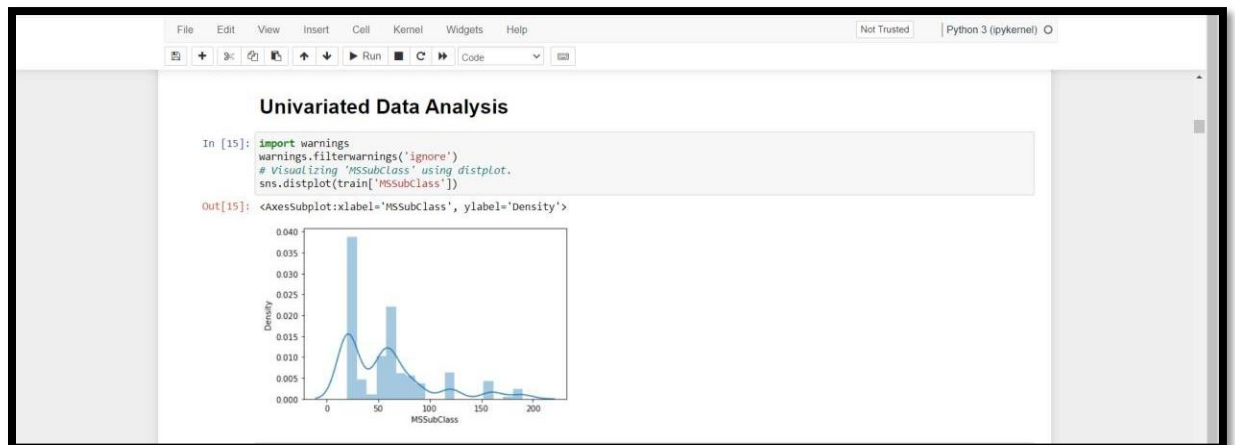 File Edit View Insert Cell Kernel Widgets Help Not Trusted Python 3 (ipykernel)
Run Code
Univariated Data Analysis
In [15]: import warnings
warnings.filterwarnings('ignore')
# Visualizing 'MSSubClass' using distplot.
sns.distplot(train['MSSubClass'])
Out[15]: <AxesSubplot:xlabel='MSSubClass', ylabel='Density'>
0.040
0.035
0.030
0.025
0.020
0.015
0.010
0.005
0.000
Density
0 50 100 150 200
MSSubClass